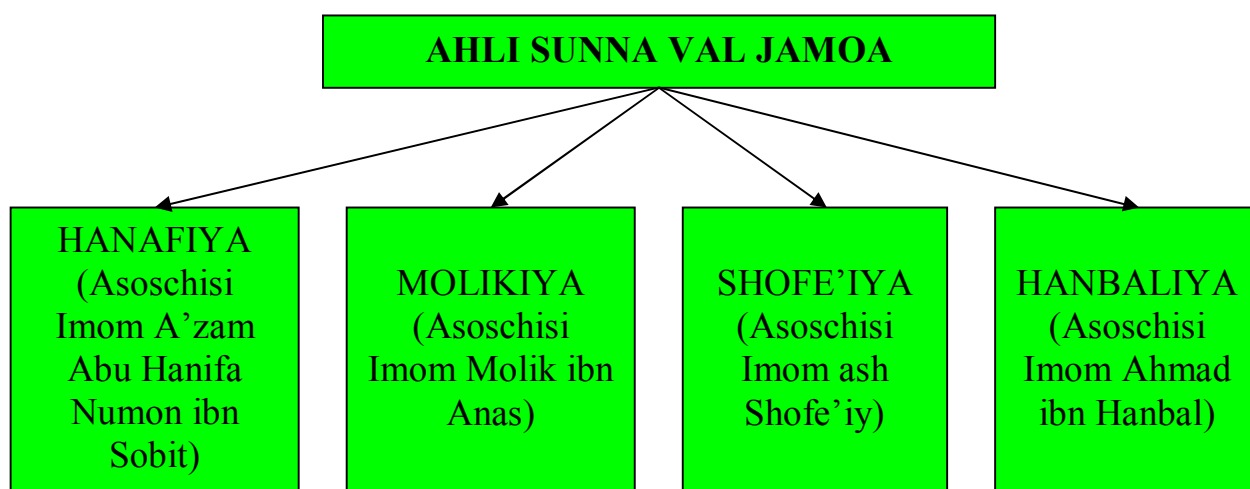 AHLI SUNNA VAL JAMOA
HANAFIYA
(Asoschisi
Imom A’zam
Abu Hanifa
Numon ibn
Sobit)
MOLIKIYA
(Asoschisi
Imom Molik ibn
Anas)
SHOFE’IYA
(Asoschisi
Imom ash
Shofe’iy)
HANBALIYA
(Asoschisi
Imom Ahmad
ibn Hanbal)